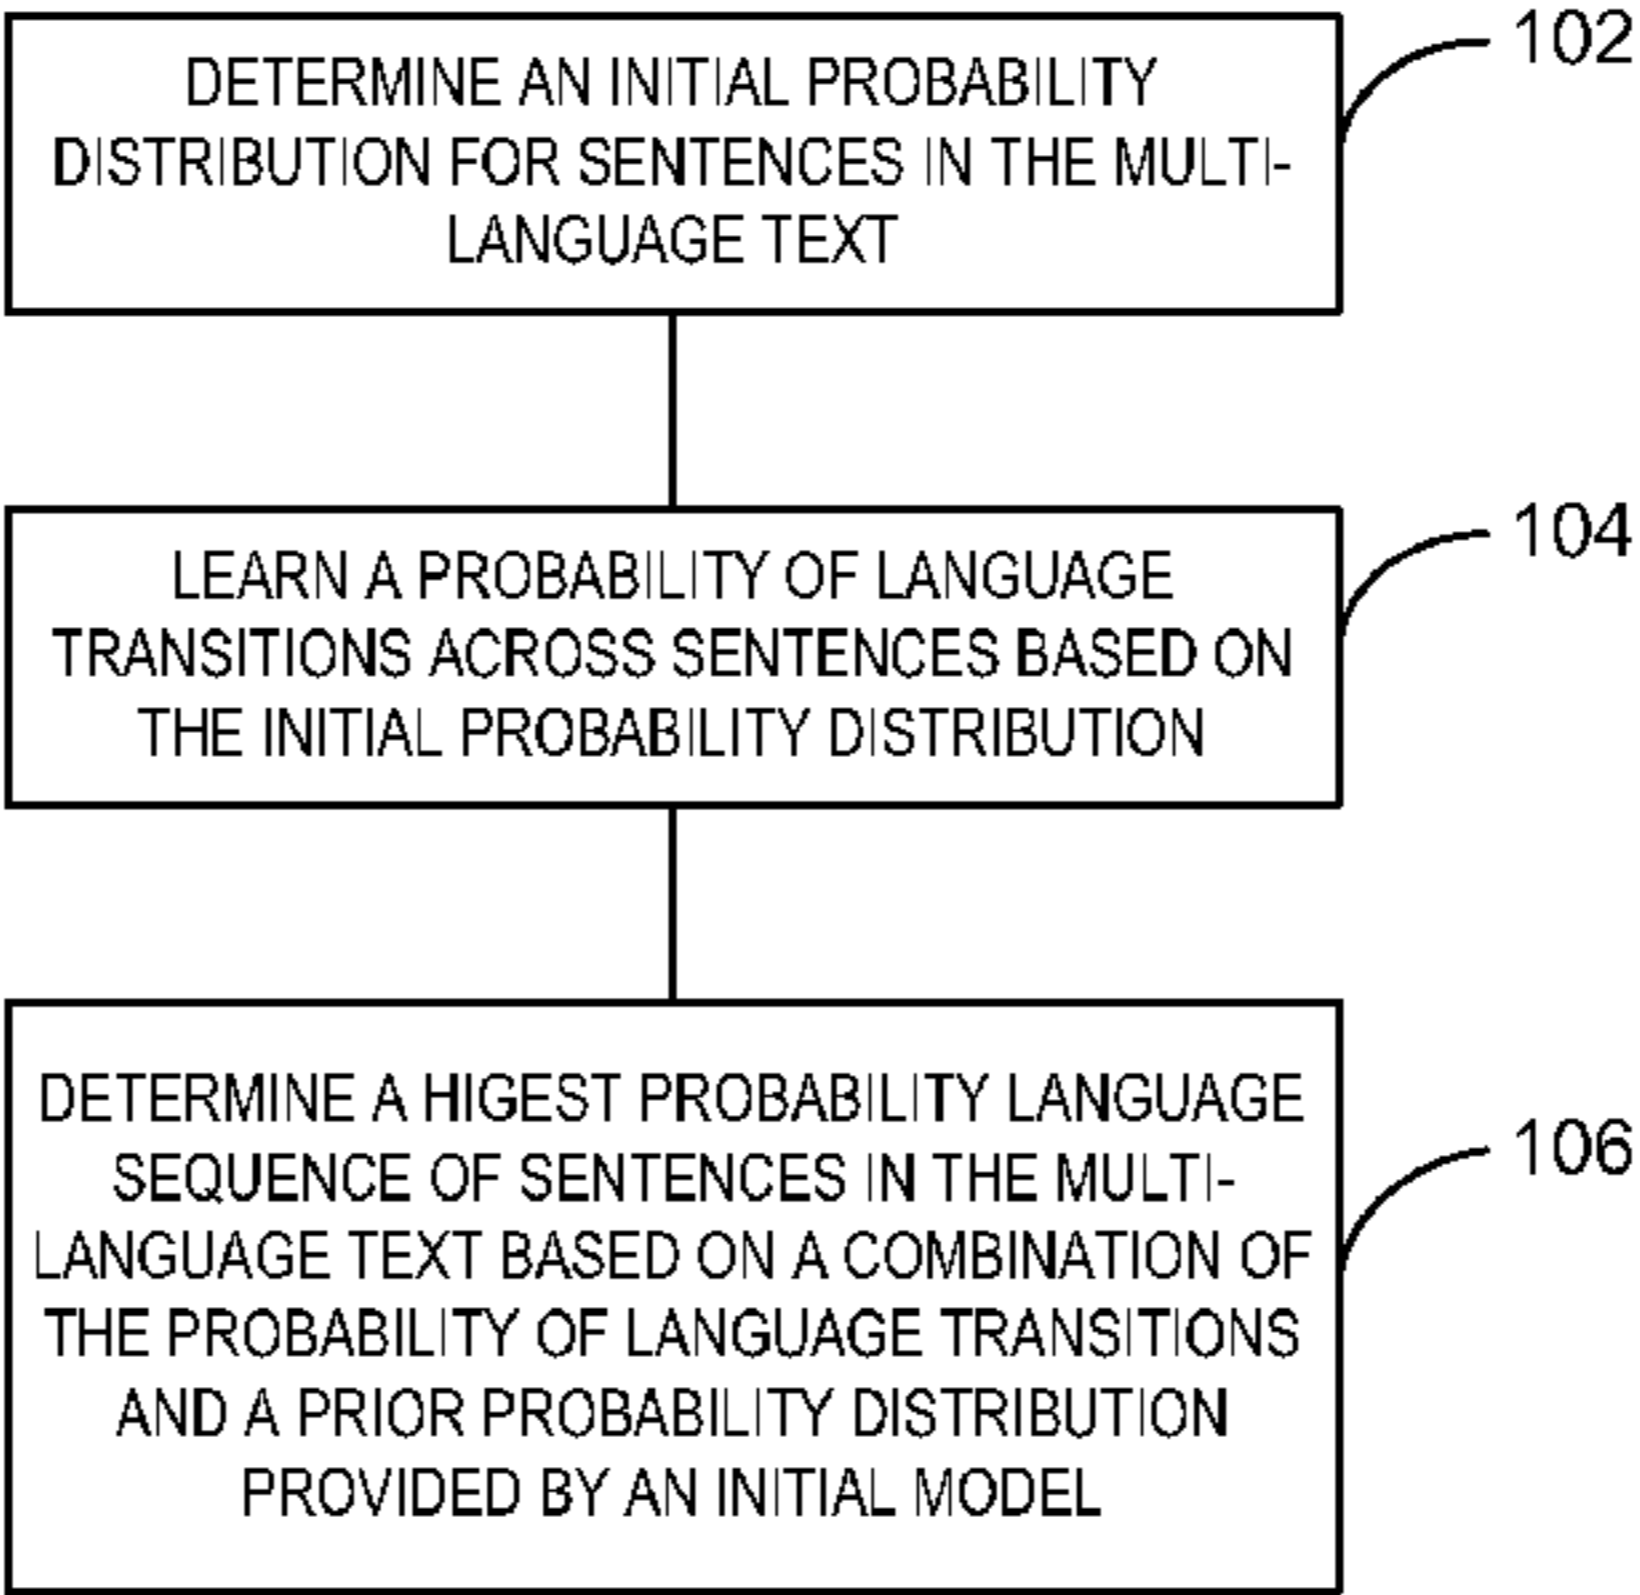 102
DETERMINE AN INITIAL PROBABILITY
DISTRIBUTION FOR SENTENCES IN THE MULTI-
LANGUAGE TEXT
104
LEARN A PROBABILITY OF LANGUAGE
TRANSITIONS ACROSS SENTENCES BASED ON
THE INITIAL PROBABILITY DISTRIBUTION
106
DETERMINE A HIGEST PROBABILITY LANGUAGE
SEQUENCE OF SENTENCES IN THE MULTI-
LANGUAGE TEXT BASED ON A COMBINATION OF
THE PROBABILITY OF LANGUAGE TRANSITIONS
AND A PRIOR PROBABILITY DISTRIBUTION
PROVIDED BY AN INITIAL MODEL